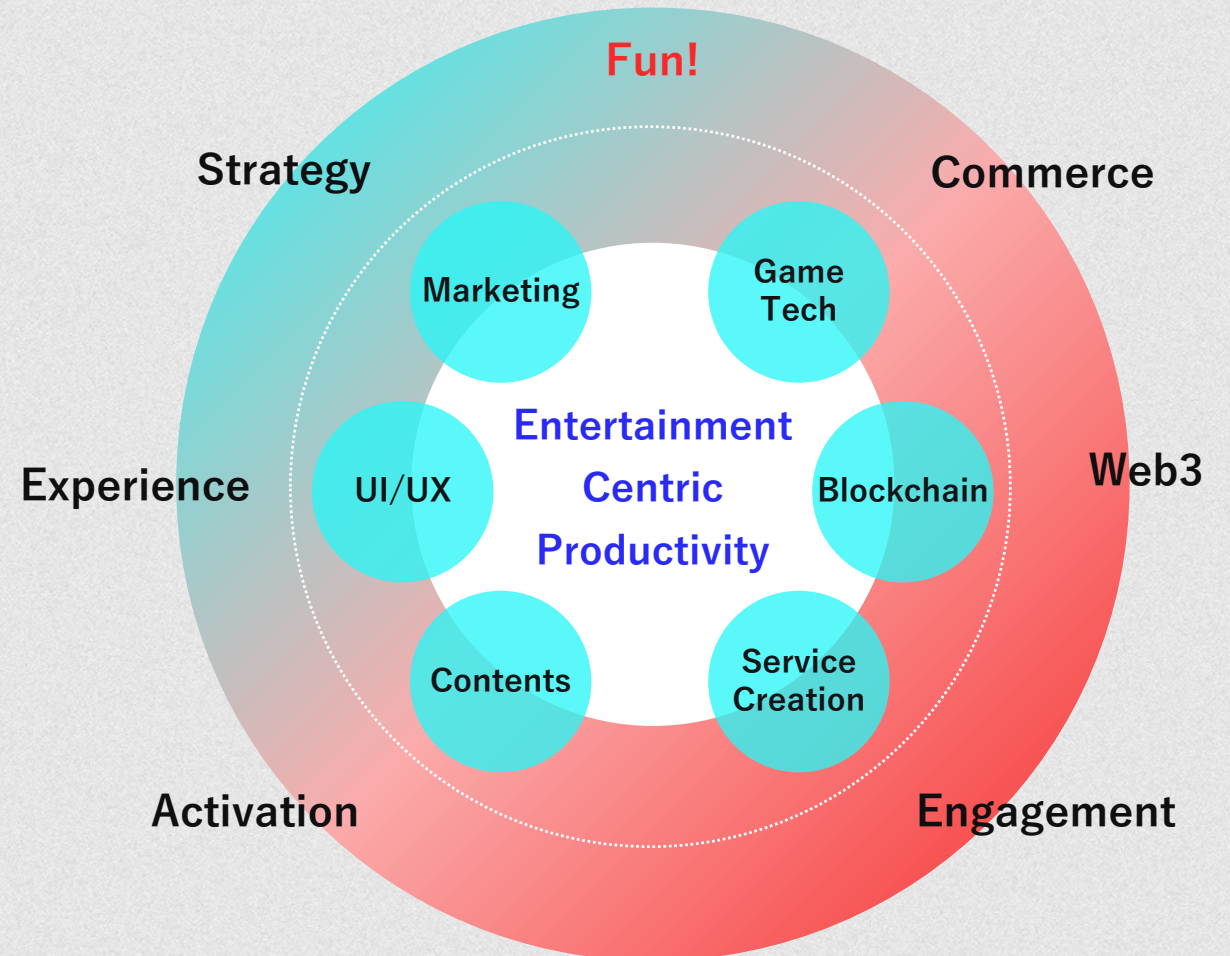 Fun!
Strategy
Commerce
Marketing
Game
Tech
Entertainment
Centric
Productivity
Experience
UI/UX
Blockchain
Web3
Contents
Service
Creation
Activation
Engagement